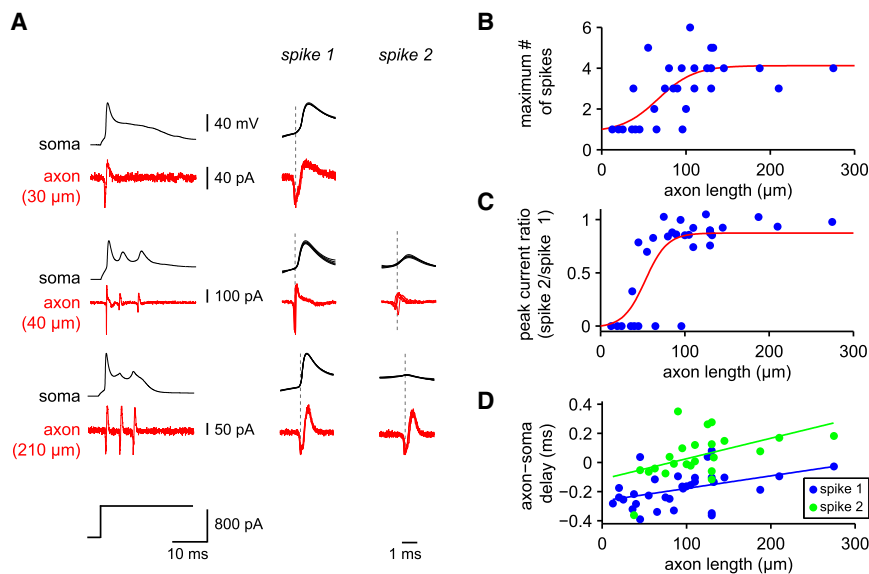 A
spike 1
spike 2
soma
40 mV
axon
(30 µm)
40 pA
soma
axon
(40 µm)
100 pA
soma
axon
(210 µm)
50 pA
800 pA
10 ms
1 ms
B
maximum #
of spikes
6
4
2
0
0
100
200
300
axon length (µm)
C
peak current ratio
(spike 2/spike 1)
1
0.5
0
0
100
200
300
axon length (µm)
D
axon−soma
delay (ms)
0.4
0.2
0
−0.2
−0.4
0
100
200
300
axon length (µm)
spike 1
spike 2